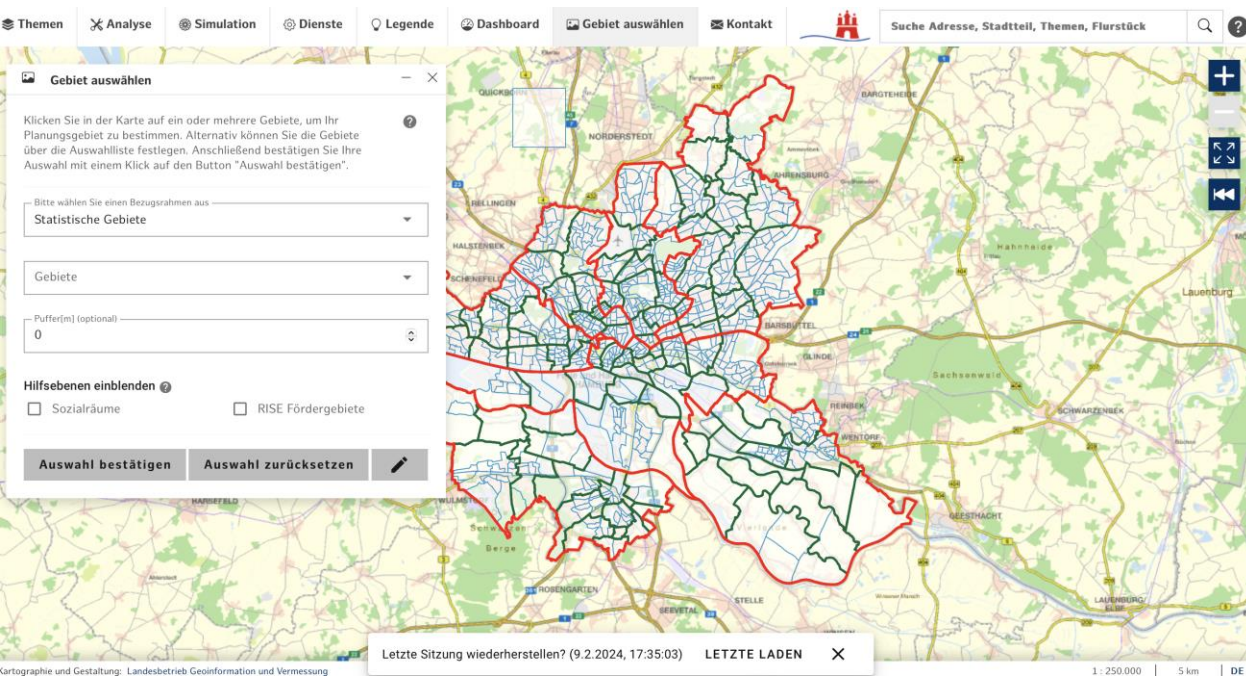 Themen
Analyse
Simulation
Dienste
Legende
Dashboard
Gebiet auswählen
Kontakt
Suche Adresse, Stadtteil, Themen, Flurstück
Gebiet auswählen
Klicken Sie in der Karte auf ein oder mehrere Gebiete, um Ihr
Planungsgebiet zu bestimmen. Alternativ können Sie die Gebiete
über die Auswahlliste festlegen. Anschließend bestätigen Sie Ihre
Auswahl mit einem Klick auf den Button "Auswahl bestätigen".
Bitte wählen Sie einen Bezugsrahmen aus
Statistische Gebiete
Gebiete
Puffer[m] (optional)
0
Hilfsebenen einblenden
Sozialräume
RISE Fördergebiete
Auswahl bestätigen
Auswahl zurücksetzen
QUICKBORN
BARGTEHEIDE
NORDERSTEDT
AHRENSBURG
RELLINGEN
HALSTENBEK
SCHENEFELD
Hahnheide
Lauenburg
BARSBÜTTEL
GLINDE
Sachsenwald
REINBEK
SCHWARZENBEK
WENTORF
GEESTHACHT
Vierlande
Berge
ROSENGARTEN
STELLE
SEEVETAL
LAUENBURG/
ELBE
Letzte Sitzung wiederherstellen? (9.2.2024, 17:35:03)
LETZTE LADEN
Kartographie und Gestaltung: Landesbetrieb Geoinformation und Vermessung
1 : 250.000
5 km
DE